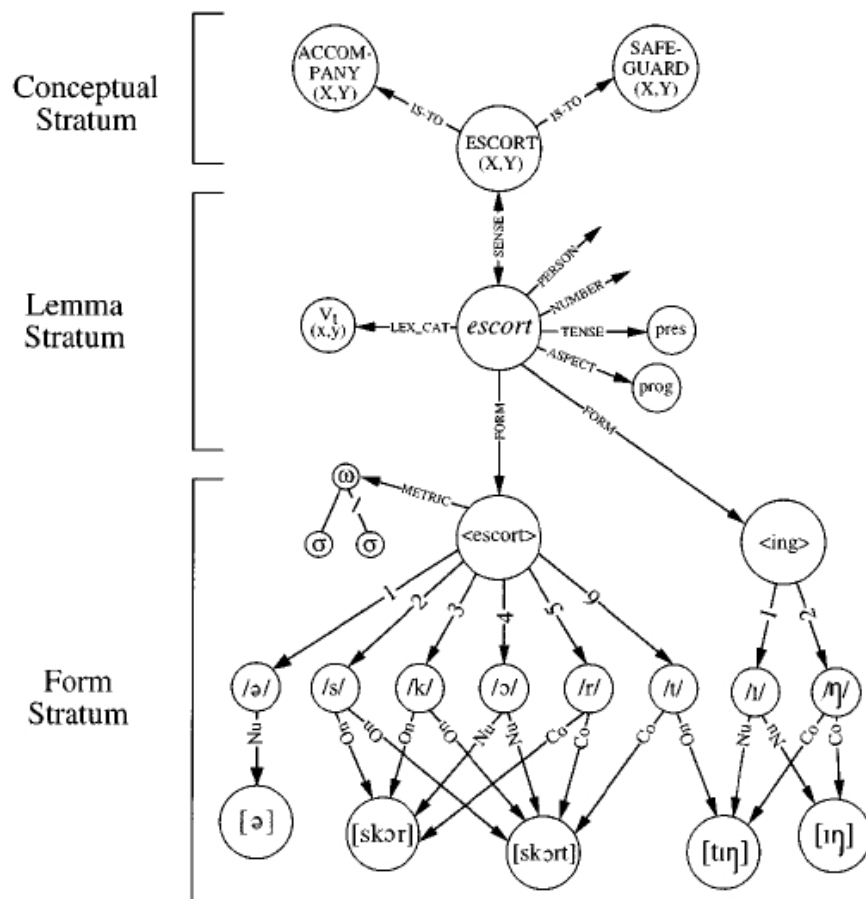 Conceptual
Stratum
ACCOM-
PANY
(X,Y)
SAFE-
GUARD
(X,Y)
IS-TO
IS-TO
ESCORT
(X,Y)
SENSE
Lemma
Stratum
PERSON
NUMBER
Vt
(x,y)
LEX_CAT
escort
TENSE
pres
ASPECT
prog
FORM
FORM
Form
Stratum
ω
METRIC
σ
σ
<escort>
<ing>
1
2
3
4
5
6
1
2
/ə/
/s/
/k/
/ɔ/
/r/
/t/
/ɪ/
/ŋ/
Nu
On
On
On
On
Nu
Nu
Co
Co
Co
On
Nu
Nu
Co
Co
[ə]
[skɔr]
[skɔrt]
[tɪŋ]
[ɪŋ]